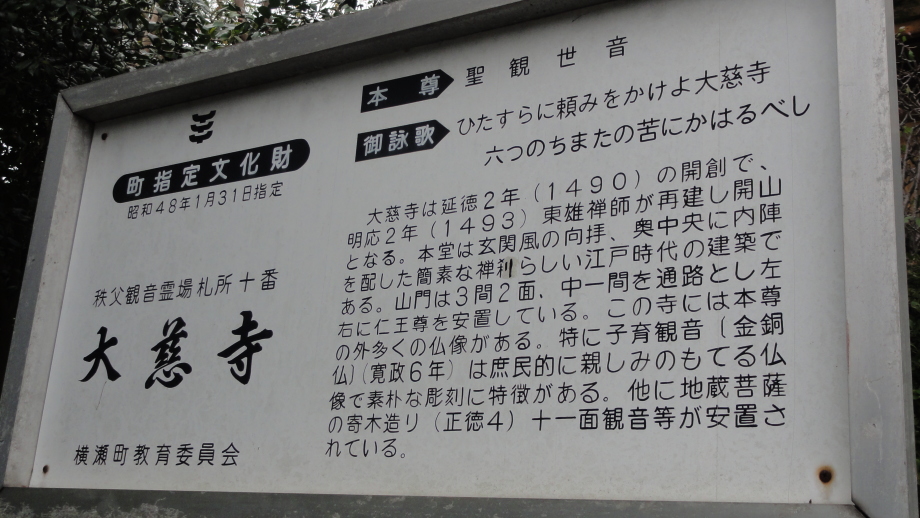 町指定文化財
昭和48年1月31日指定
秩父観音霊場札所十番
大慈寺
横瀬町教育委員会
本尊 聖観世音
御詠歌 ひたすらに頼みをかけよ大慈寺
六つのちまたの苦にかはるべし
大慈寺は延徳2年(1490)の開創で、
明応2年(1493)東雄禅師が再建し開山
となる。本堂は玄関風の向拝、奥中央に内陣
を配した簡素な禅刹らしい江戸時代の建築で
ある。山門は3間2面、中一間を通路とし左
右に仁王尊を安置している。この寺には本尊
の外多くの仏像がある。特に子育観音〔金銅
仏〕(寛政6年)は庶民的に親しみのもてる仏
像で素朴な彫刻に特徴がある。他に地蔵菩薩
の寄木造り(正徳4)十一面観音等が安置さ
れている。